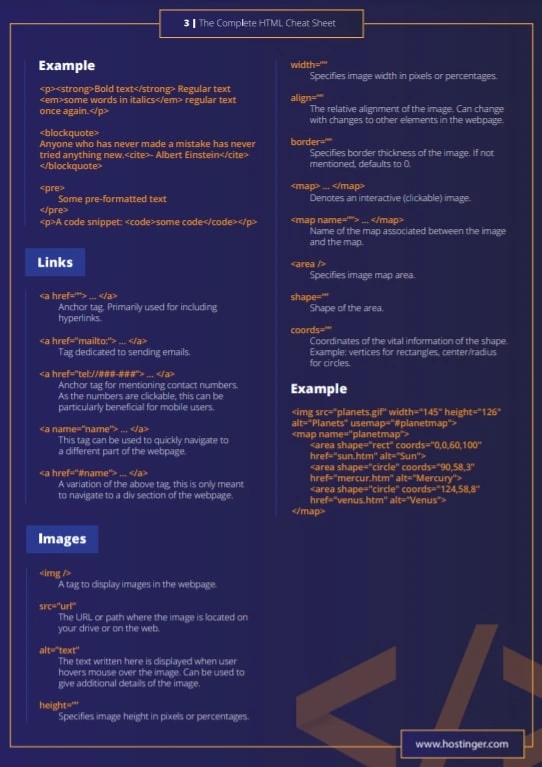 3 | The Complete HTML Cheat Sheet
Example
<p><strong>Bold text</strong> Regular text
<em>some words in italics</em> regular text
once again.</p>
<blockquote>
Anyone who has never made a mistake has never
tried anything new.<cite>- Albert Einstein</cite>
</blockquote>
<pre>
Some pre-formatted text
</pre>
<p>A code snippet: <code>some code</code></p>
Links
<a href=""> ... </a>
Anchor tag. Primarily used for including
hyperlinks.
<a href="mailto:"> ... </a>
Tag dedicated to sending emails.
<a href="tel://###-###"> ... </a>
Anchor tag for mentioning contact numbers.
As the numbers are clickable, this can be
particularly beneficial for mobile users.
<a name="name"> ... </a>
This tag can be used to quickly navigate to
a different part of the webpage.
<a href="#name"> ... </a>
A variation of the above tag, this is only meant
to navigate to a div section of the webpage.
Images
<img />
A tag to display images in the webpage.
src="url"
The URL or path where the image is located on
your drive or on the web.
alt="text"
The text written here is displayed when user
hovers mouse over the image. Can be used to
give additional details of the image.
height=""
Specifies image height in pixels or percentages.
width=""
Specifies image width in pixels or percentages.
align=""
The relative alignment of the image. Can change
with changes to other elements in the webpage.
border=""
Specifies border thickness of the image. If not
mentioned, defaults to 0.
<map> ... </map>
Denotes an interactive (clickable) image.
<map name=""> ... </map>
Name of the map associated between the image
and the map.
<area />
Specifies image map area.
shape=""
Shape of the area.
coords=""
Coordinates of the vital information of the shape.
Example: vertices for rectangles, center/radius
for circles.
Example
<img src="planets.gif" width="145" height="126"
alt="Planets" usemap="#planetmap">
<map name="planetmap">
<area shape="rect" coords="0,0,60,100"
href="sun.htm" alt="Sun">
<area shape="circle" coords="90,58,3"
href="mercur.htm" alt="Mercury">
<area shape="circle" coords="124,58,8"
href="venus.htm" alt="Venus">
</map>
www.hostinger.com